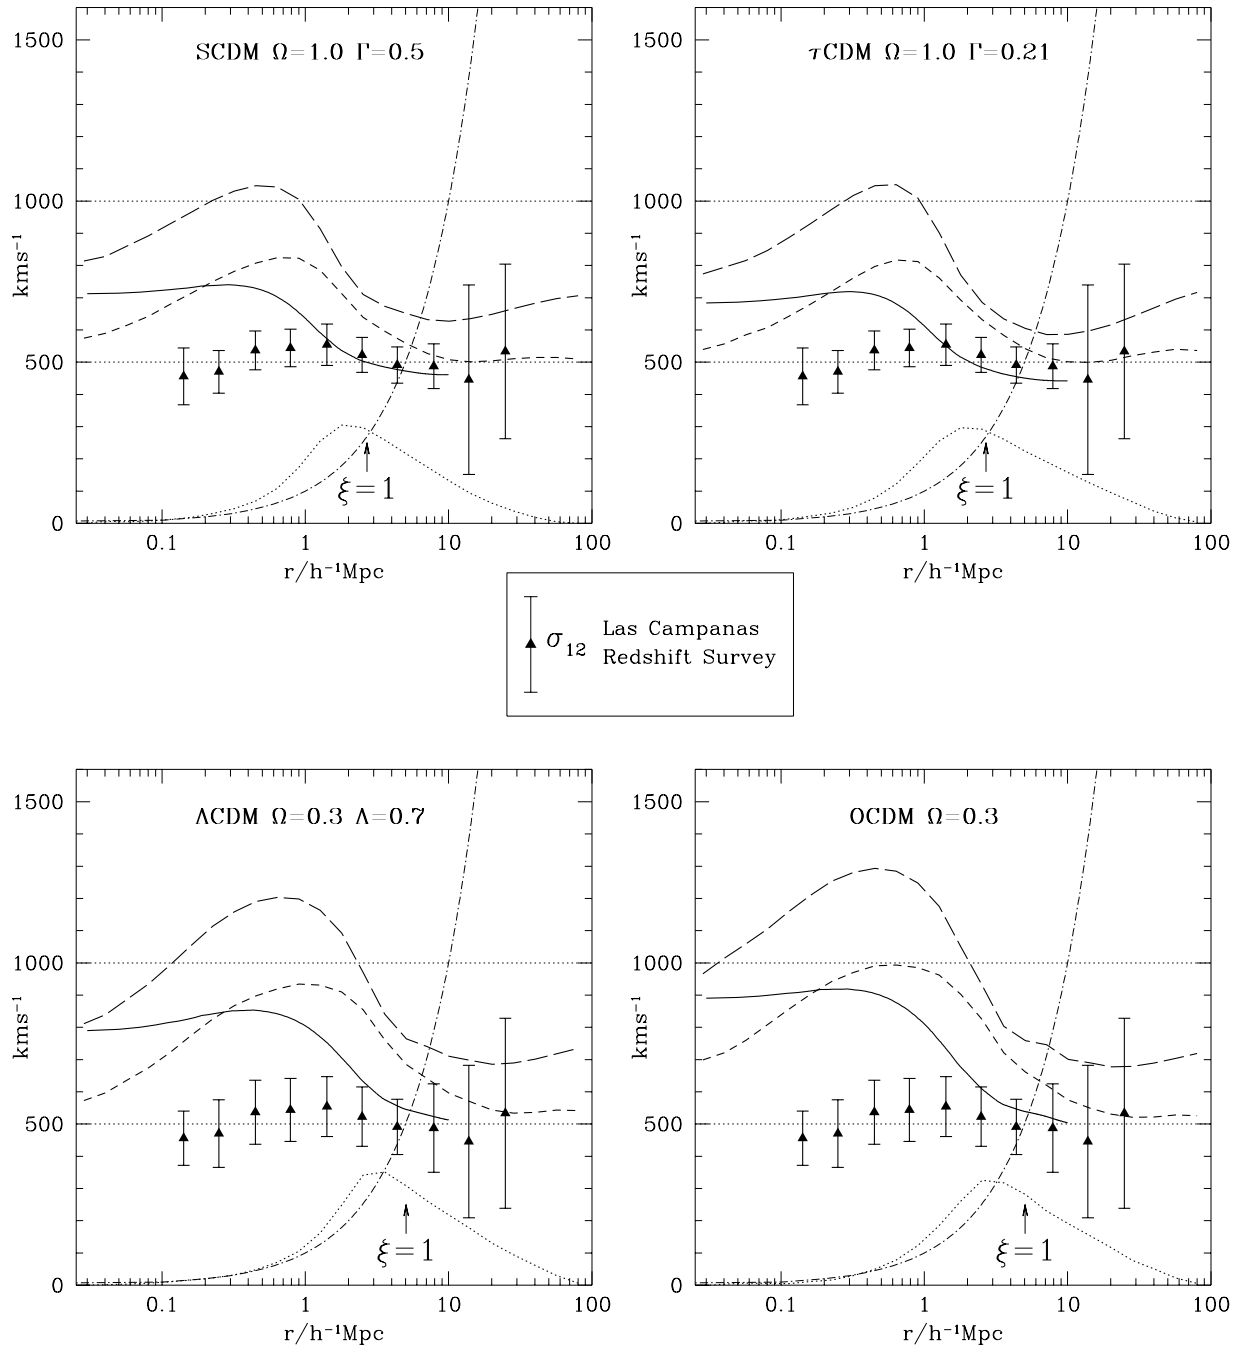 SCDM Ω=1.0 Γ=0.5
1500
1000
500
0
kms⁻¹
ξ=1
0.1 1 10 100
r/h⁻¹Mpc
τCDM Ω=1.0 Γ=0.21
1500
1000
500
0
kms⁻¹
ξ=1
0.1 1 10 100
r/h⁻¹Mpc
σ₁₂ Las Campanas
Redshift Survey
ΛCDM Ω=0.3 Λ=0.7
1500
1000
500
0
kms⁻¹
ξ=1
0.1 1 10 100
r/h⁻¹Mpc
OCDM Ω=0.3
1500
1000
500
0
kms⁻¹
ξ=1
0.1 1 10 100
r/h⁻¹Mpc